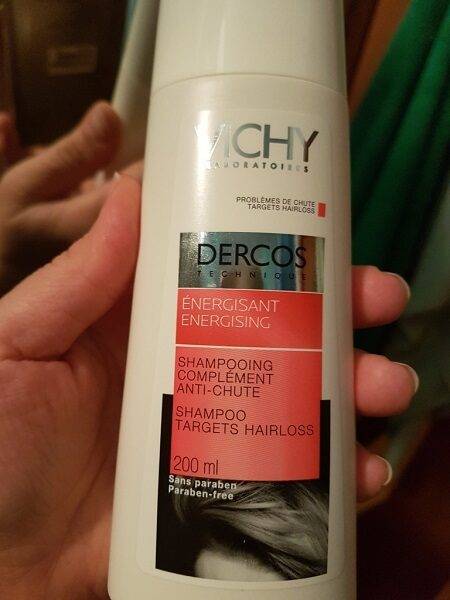 VICHY
LABORATOIRES
PROBLÈMES DE CHUTE
TARGETS HAIRLOSS
DERCOS
TECHNIQUE
ÉNERGISANT
ENERGISING
SHAMPOOING
COMPLÉMENT
ANTI-CHUTE
SHAMPOO
TARGETS HAIRLOSS
200 ml
Sans paraben
Paraben-free